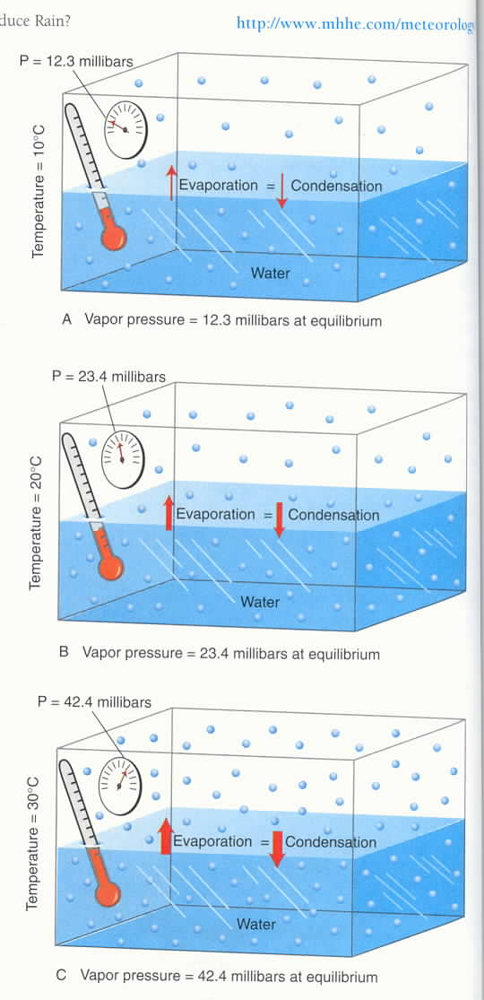 duce Rain?
http://www.mhhe.com/meteorology
P = 12.3 millibars
Temperature = 10°C
Evaporation = Condensation
Water
A Vapor pressure = 12.3 millibars at equilibrium
P = 23.4 millibars
Temperature = 20°C
Evaporation = Condensation
Water
B Vapor pressure = 23.4 millibars at equilibrium
P = 42.4 millibars
Temperature = 30°C
Evaporation = Condensation
Water
C Vapor pressure = 42.4 millibars at equilibrium